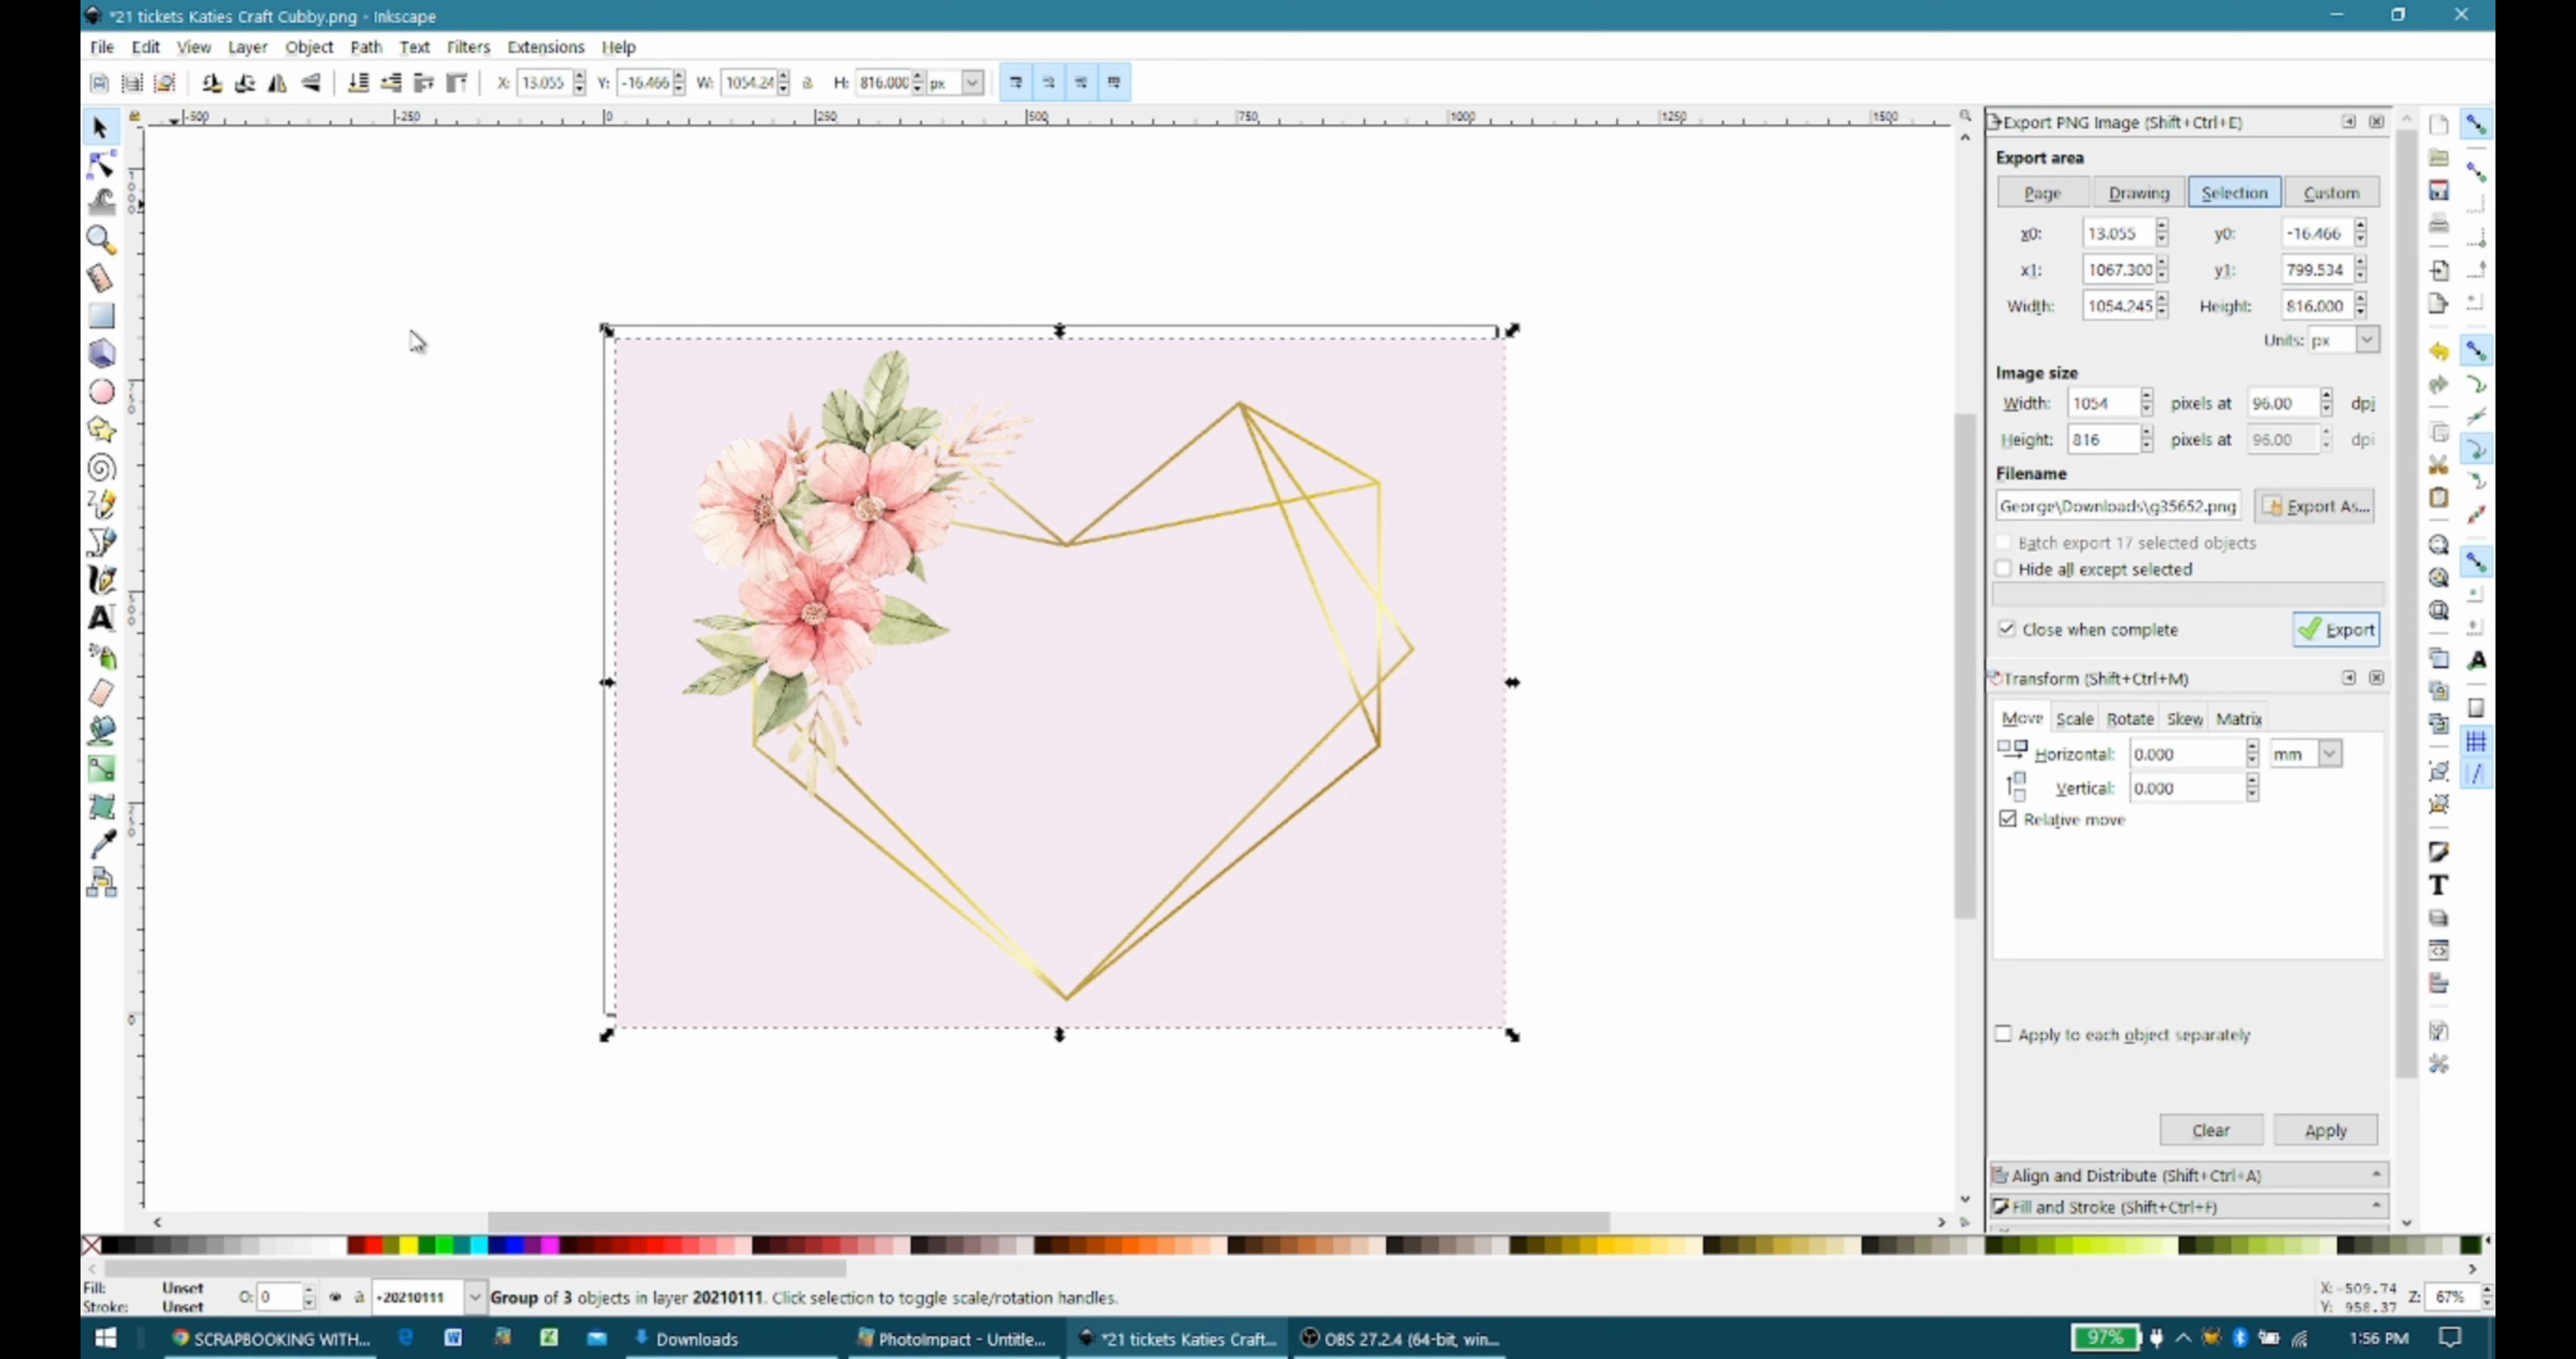 *21 tickets Katies Craft Cubby.png - Inkscape
File Edit View Layer Object Path Text Filters Extensions Help
X: 13.055 Y: -16.466 W: 1054.24 H: 816.000 px
-500 -250 0 250 500 750 1000 1250 1500
Export PNG Image (Shift+Ctrl+E)
Export area
Page Drawing Selection Custom
x0: 13.055 y0: -16.466
x1: 1067.300 y1: 799.534
Width: 1054.245 Height: 816.000
Units: px
Image size
Width: 1054 pixels at 96.00 dpi
Height: 816 pixels at 96.00 dpi
Filename
George\Downloads\g35652.png Export As...
Batch export 17 selected objects
Hide all except selected
Close when complete Export
Transform (Shift+Ctrl+M)
Move Scale Rotate Skew Matrix
Horizontal: 0.000 mm
Vertical: 0.000
Relative move
Apply to each object separately
Clear Apply
Align and Distribute (Shift+Ctrl+A)
Fill and Stroke (Shift+Ctrl+F)
Fill: Unset
Stroke: Unset
O: 0
-20210111
Group of 3 objects in layer 20210111. Click selection to toggle scale/rotation handles.
X: -509.74
Y: 958.37
Z: 67%
SCRAPBOOKING WITH... Downloads PhotoImpact - Untitle... *21 tickets Katies Craft... OBS 27.2.4 (64-bit, win... 97% 1:56 PM